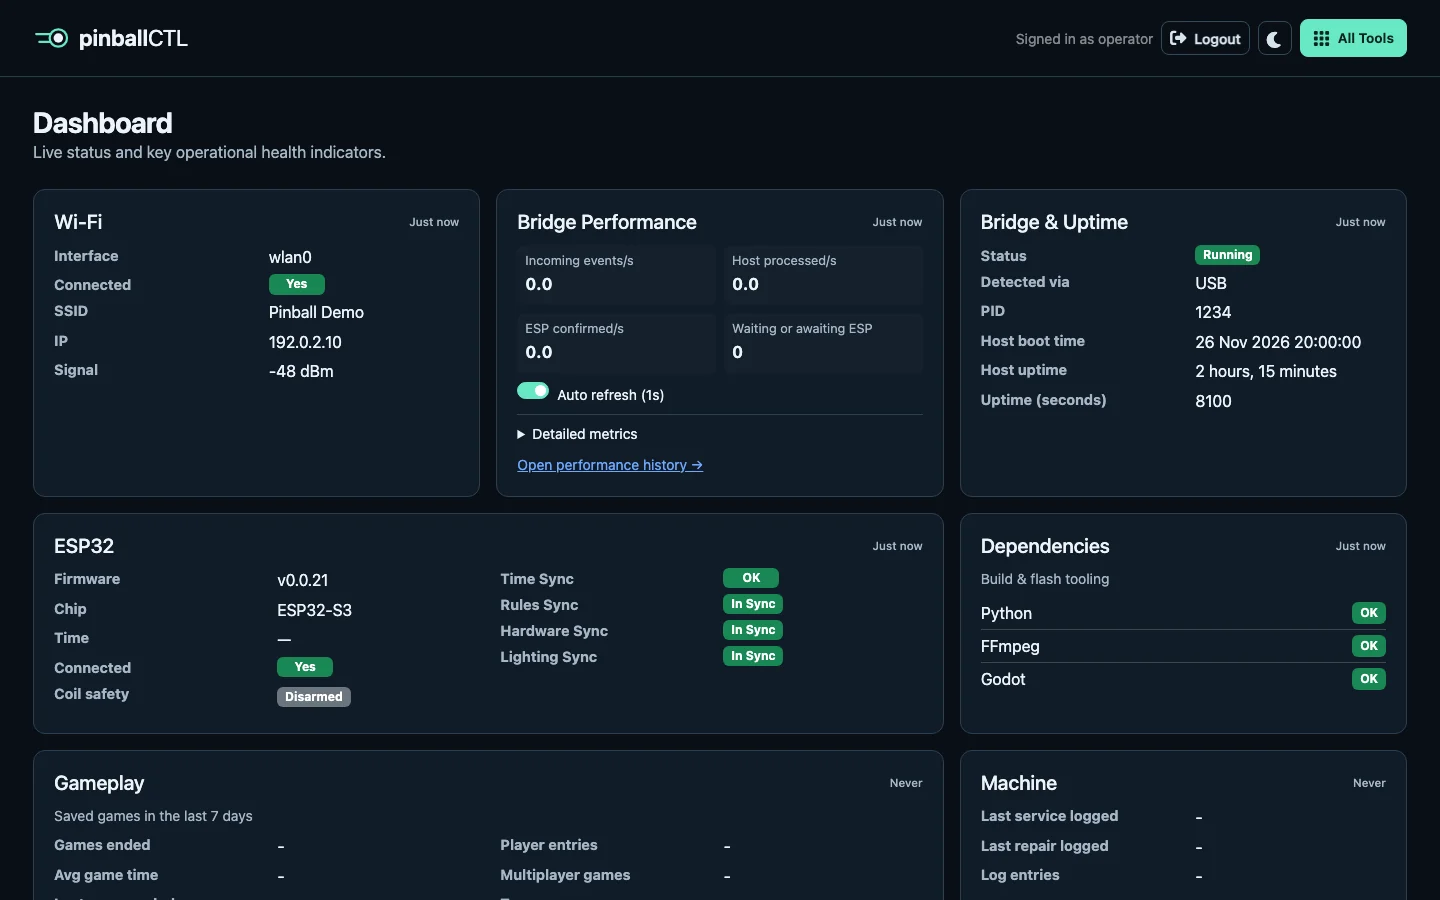 pinballCTL
Signed in as operator
Logout
All Tools
Dashboard
Live status and key operational health indicators.
Wi-Fi
Just now
Interface
wlan0
Connected
Yes
SSID
Pinball Demo
IP
192.0.2.10
Signal
-48 dBm
Bridge Performance
Just now
Incoming events/s
0.0
Host processed/s
0.0
ESP confirmed/s
0.0
Waiting or awaiting ESP
0
Auto refresh (1s)
Detailed metrics
Open performance history →
Bridge & Uptime
Just now
Status
Running
Detected via
USB
PID
1234
Host boot time
26 Nov 2026 20:00:00
Host uptime
2 hours, 15 minutes
Uptime (seconds)
8100
ESP32
Just now
Firmware
v0.0.21
Chip
ESP32-S3
Time
—
Connected
Yes
Coil safety
Disarmed
Time Sync
OK
Rules Sync
In Sync
Hardware Sync
In Sync
Lighting Sync
In Sync
Dependencies
Just now
Build & flash tooling
Python
OK
FFmpeg
OK
Godot
OK
Gameplay
Never
Saved games in the last 7 days
Games ended
-
Avg game time
-
Player entries
-
Multiplayer games
-
Machine
Never
Last service logged
-
Last repair logged
-
Log entries
-